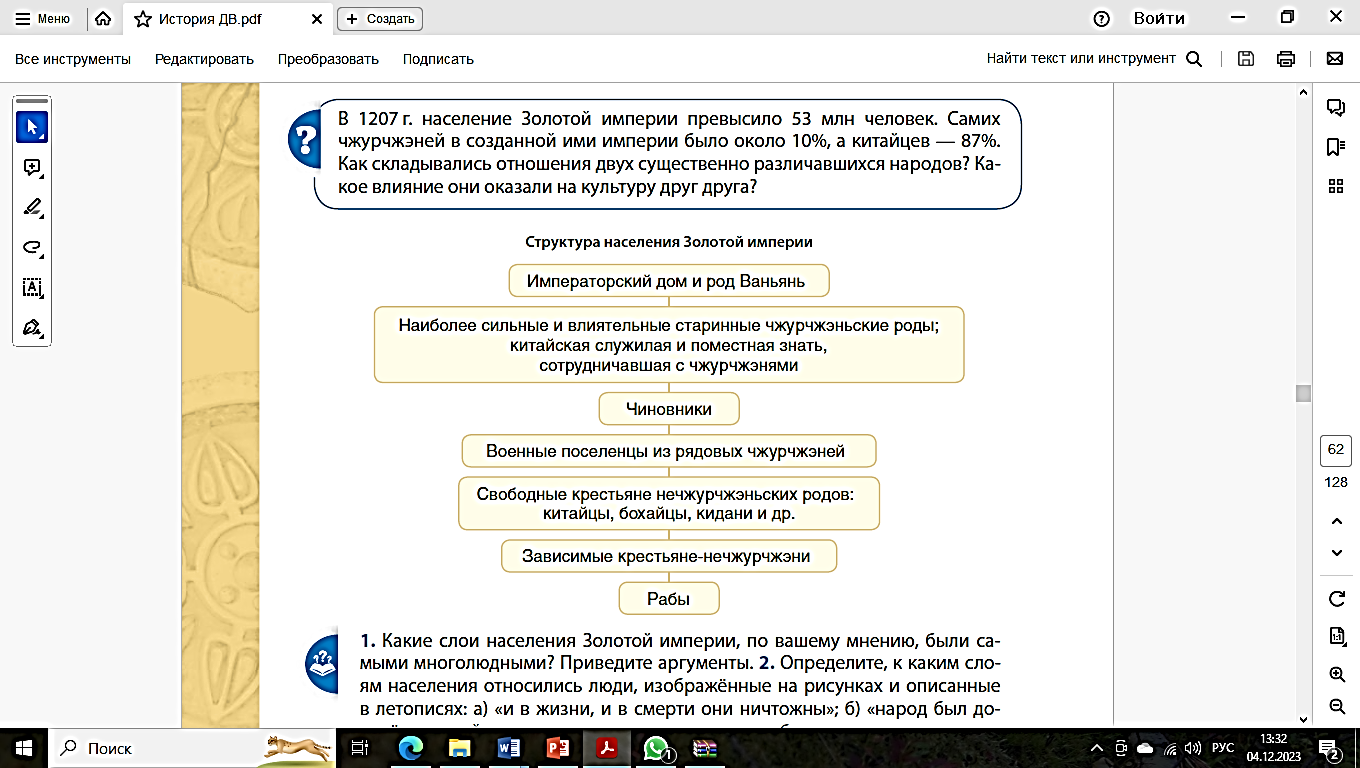 Меню
История ДВ.pdf
Создать
Войти
Все инструменты
Редактировать
Преобразовать
Подписать
Найти текст или инструмент
В 1207 г. население Золотой империи превысило 53 млн человек. Самих
чжурчжэней в созданной ими империи было около 10%, а китайцев — 87%.
Как складывались отношения двух существенно различавшихся народов? Ка-
кое влияние они оказали на культуру друг друга?
Структура населения Золотой империи
Императорский дом и род Ваньянь
Наиболее сильные и влиятельные старинные чжурчжэньские роды;
китайская служилая и поместная знать,
сотрудничавшая с чжурчжэнями
Чиновники
Военные поселенцы из рядовых чжурчжэней
Свободные крестьяне нечжурчжэньских родов:
китайцы, бохайцы, кидани и др.
Зависимые крестьяне-нечжурчжэни
Рабы
1. Какие слои населения Золотой империи, по вашему мнению, были са-
мыми многолюдными? Приведите аргументы. 2. Определите, к каким сло-
ям населения относились люди, изображённые на рисунках и описанные
в летописях: а) «и в жизни, и в смерти они ничтожны»; б) «народ был до-
62
128
1:1
Поиск
1
РУС
13:32
04.12.2023
2